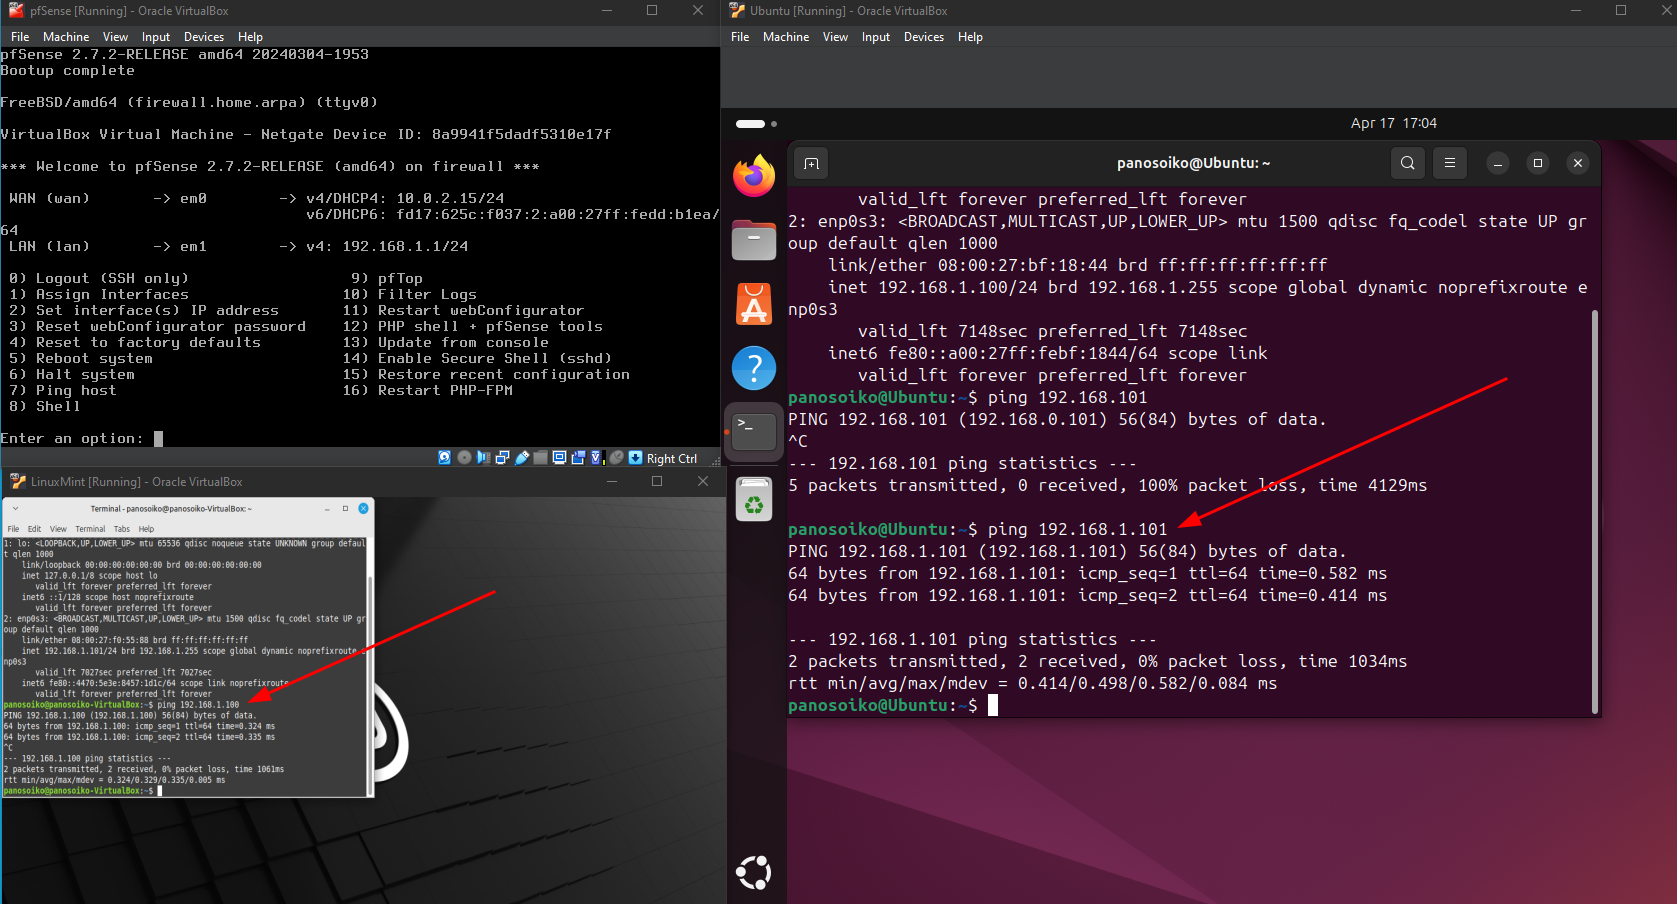 pfSense [Running] - Oracle VirtualBox
File Machine View Input Devices Help
pfSense 2.7.2-RELEASE amd64 20240304-1953
Bootup complete
FreeBSD/amd64 (firewall.home.arpa) (ttyv0)
VirtualBox Virtual Machine - Netgate Device ID: 8a9941f5dadf5310e17f
*** Welcome to pfSense 2.7.2-RELEASE (amd64) on firewall ***
WAN (wan) -> em0 -> v4/DHCP4: 10.0.2.15/24
v6/DHCP6: fd17:625c:f037:2:a00:27ff:fedd:b1ea/
64
LAN (lan) -> em1 -> v4: 192.168.1.1/24
0) Logout (SSH only) 9) pfTop
1) Assign Interfaces 10) Filter Logs
2) Set interface(s) IP address 11) Restart webConfigurator
3) Reset webConfigurator password 12) PHP shell + pfSense tools
4) Reset to factory defaults 13) Update from console
5) Reboot system 14) Enable Secure Shell (sshd)
6) Halt system 15) Restore recent configuration
7) Ping host 16) Restart PHP-FPM
8) Shell
Enter an option:
Right Ctrl
LinuxMint [Running] - Oracle VirtualBox
Terminal - panosoiko@panosoiko-VirtualBox: ~
File Edit View Terminal Tabs Help
1: lo: <LOOPBACK,UP,LOWER_UP> mtu 65536 qdisc noqueue state UNKNOWN group defaul
t qlen 1000
link/loopback 00:00:00:00:00:00 brd 00:00:00:00:00:00
inet 127.0.0.1/8 scope host lo
valid_lft forever preferred_lft forever
inet6 ::1/128 scope host noprefixroute
valid_lft forever preferred_lft forever
2: enp0s3: <BROADCAST,MULTICAST,UP,LOWER_UP> mtu 1500 qdisc fq_codel state UP gr
oup default qlen 1000
link/ether 08:00:27:f0:55:88 brd ff:ff:ff:ff:ff:ff
inet 192.168.1.101/24 brd 192.168.1.255 scope global dynamic noprefixroute e
np0s3
valid_lft 7027sec preferred_lft 7027sec
inet6 fe80::4470:5e3e:8457:1d1c/64 scope link noprefixroute
valid_lft forever preferred_lft forever
panosoiko@panosoiko-VirtualBox:~$ ping 192.168.1.100
PING 192.168.1.100 (192.168.1.100) 56(84) bytes of data.
64 bytes from 192.168.1.100: icmp_seq=1 ttl=64 time=0.324 ms
64 bytes from 192.168.1.100: icmp_seq=2 ttl=64 time=0.335 ms
^C
--- 192.168.1.100 ping statistics ---
2 packets transmitted, 2 received, 0% packet loss, time 1061ms
rtt min/avg/max/mdev = 0.324/0.329/0.335/0.005 ms
panosoiko@panosoiko-VirtualBox:~$
Ubuntu [Running] - Oracle VirtualBox
File Machine View Input Devices Help
Apr 17 17:04
panosoiko@Ubuntu: ~
valid_lft forever preferred_lft forever
2: enp0s3: <BROADCAST,MULTICAST,UP,LOWER_UP> mtu 1500 qdisc fq_codel state UP gr
oup default qlen 1000
link/ether 08:00:27:bf:18:44 brd ff:ff:ff:ff:ff:ff
inet 192.168.1.100/24 brd 192.168.1.255 scope global dynamic noprefixroute e
np0s3
valid_lft 7148sec preferred_lft 7148sec
inet6 fe80::a00:27ff:febf:1844/64 scope link
valid_lft forever preferred_lft forever
panosoiko@Ubuntu:~$ ping 192.168.101
PING 192.168.101 (192.168.0.101) 56(84) bytes of data.
^C
--- 192.168.101 ping statistics ---
5 packets transmitted, 0 received, 100% packet loss, time 4129ms
panosoiko@Ubuntu:~$ ping 192.168.1.101
PING 192.168.1.101 (192.168.1.101) 56(84) bytes of data.
64 bytes from 192.168.1.101: icmp_seq=1 ttl=64 time=0.582 ms
64 bytes from 192.168.1.101: icmp_seq=2 ttl=64 time=0.414 ms
--- 192.168.1.101 ping statistics ---
2 packets transmitted, 2 received, 0% packet loss, time 1034ms
rtt min/avg/max/mdev = 0.414/0.498/0.582/0.084 ms
panosoiko@Ubuntu:~$